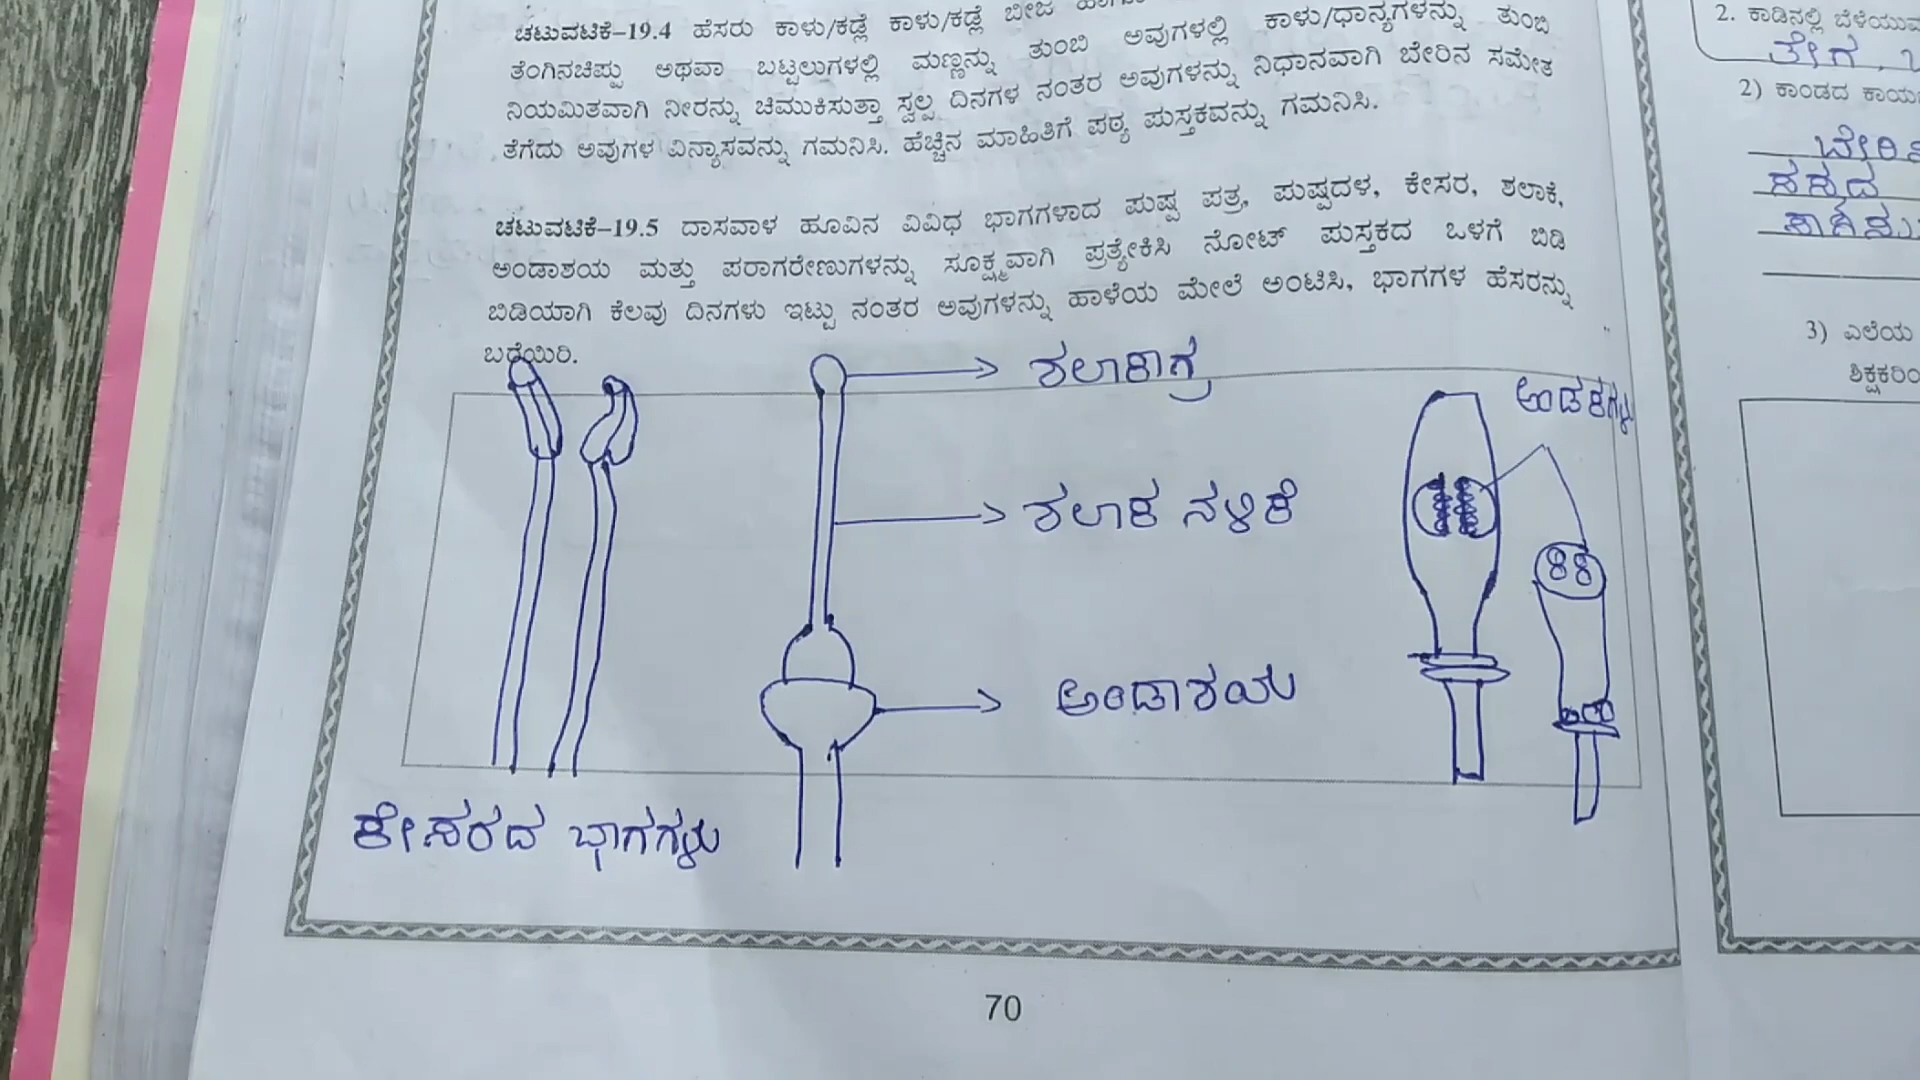 ಚಟುವಟಿಕೆ–19.4 ಹೆಸರು ಕಾಳು/ಕಡ್ಲೆ ಕಾಳು/ಕಡ್ಲೆ ಬೀಜ
ತೆಂಗಿನಚಿಪ್ಪು ಅಥವಾ ಬಟ್ಟಲುಗಳಲ್ಲಿ ಮಣ್ಣನ್ನು ತುಂಬಿ ಅವುಗಳಲ್ಲಿ ಕಾಳು/ಧಾನ್ಯಗಳನ್ನು ತುಂಬಿ
ನಿಯಮಿತವಾಗಿ ನೀರನ್ನು ಚಿಮುಕಿಸುತ್ತಾ ಸ್ವಲ್ಪ ದಿನಗಳ ನಂತರ ಅವುಗಳನ್ನು ನಿಧಾನವಾಗಿ ಬೇರಿನ ಸಮೇತ
ತೆಗೆದು ಅವುಗಳ ವಿನ್ಯಾಸವನ್ನು ಗಮನಿಸಿ. ಹೆಚ್ಚಿನ ಮಾಹಿತಿಗೆ ಪಠ್ಯ ಪುಸ್ತಕವನ್ನು ಗಮನಿಸಿ.
ಚಟುವಟಿಕೆ–19.5 ದಾಸವಾಳ ಹೂವಿನ ವಿವಿಧ ಭಾಗಗಳಾದ ಪುಷ್ಪ ಪತ್ರ, ಪುಷ್ಪದಳ, ಕೇಸರ, ಶಲಾಕೆ,
ಅಂಡಾಶಯ ಮತ್ತು ಪರಾಗರೇಣುಗಳನ್ನು ಸೂಕ್ಷ್ಮವಾಗಿ ಪ್ರತ್ಯೇಕಿಸಿ ನೋಟ್ ಪುಸ್ತಕದ ಒಳಗೆ ಬಿಡಿ
ಬಿಡಿಯಾಗಿ ಕೆಲವು ದಿನಗಳು ಇಟ್ಟು ನಂತರ ಅವುಗಳನ್ನು ಹಾಳೆಯ ಮೇಲೆ ಅಂಟಿಸಿ, ಭಾಗಗಳ ಹೆಸರನ್ನು
ಬರೆಯಿರಿ.
ಶಲಾಕಾಗ್ರ
ಅಂಡಕಗಳು
ಶಲಾಕ ನಳಿಕೆ
ಅಂಡಾಶಯ
ಕೇಸರದ ಭಾಗಗಳು
70
2. ಕಾಡಿನಲ್ಲಿ
ತೇಗ,
2) ಕಾಂಡದ
3) ಎಲೆಯ